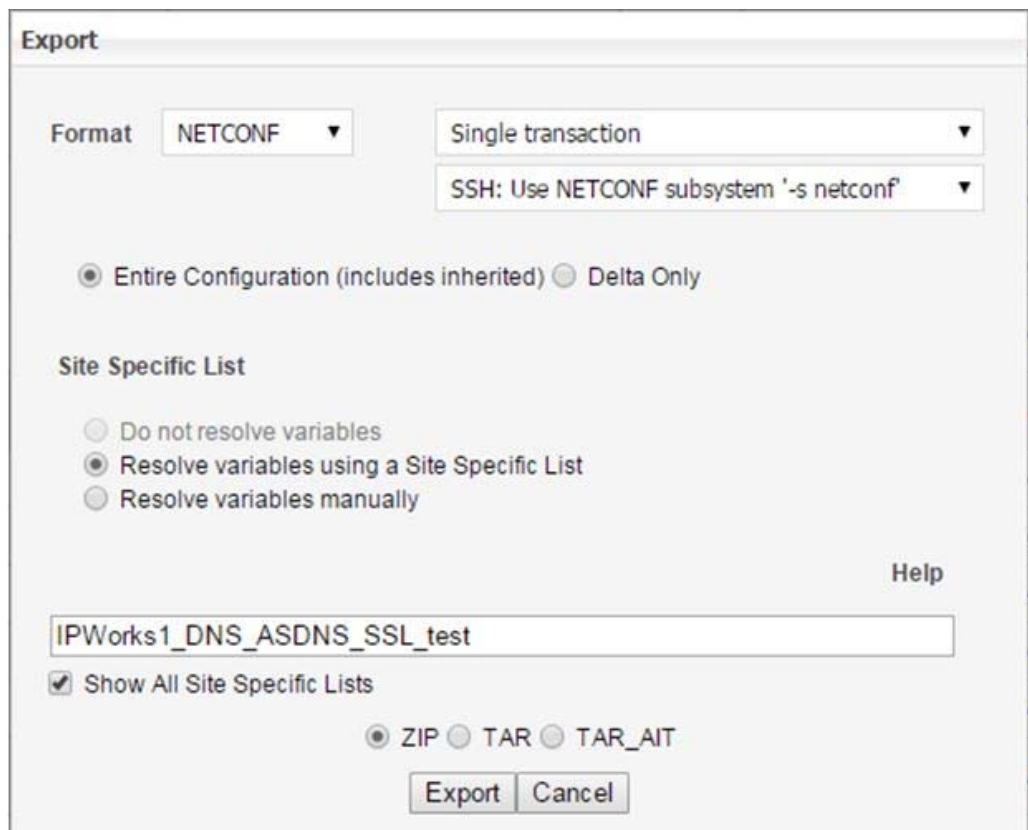 Export
Format NETCONF Single transaction
SSH: Use NETCONF subsystem '-s netconf'
Entire Configuration (includes inherited) Delta Only
Site Specific List
Do not resolve variables
Resolve variables using a Site Specific List
Resolve variables manually
Help
IPWorks1_DNS_ASDNS_SSL_test
Show All Site Specific Lists
ZIP TAR TAR_AIT
Export Cancel